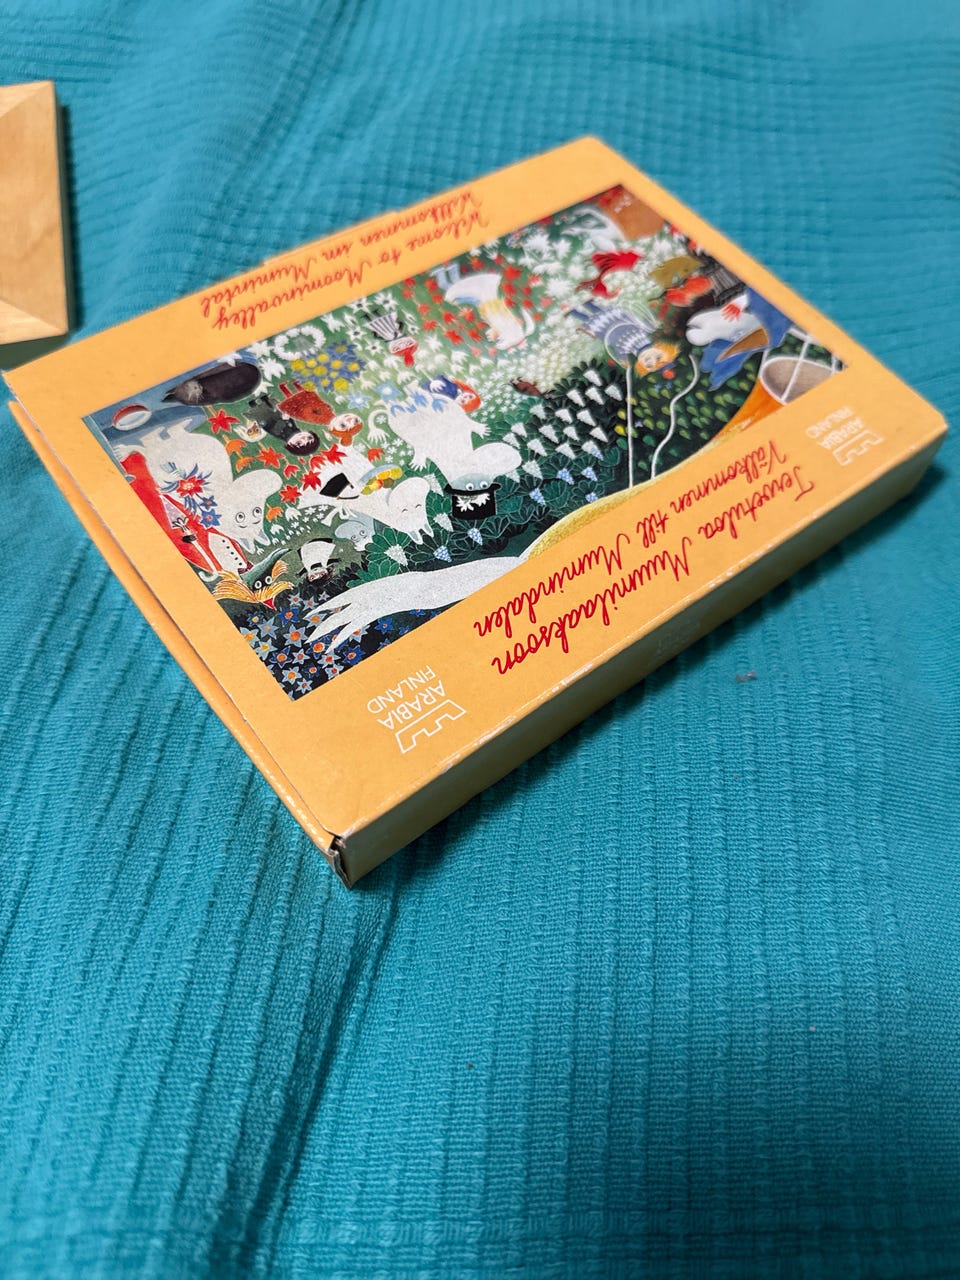 Tervetuloa Muumilaaksoon
Välkommen till Mumindalen
ARABIA
FINLAND
ARABIA
FINLAND
Welcome to Moominvalley
Willkommen im Mumintal